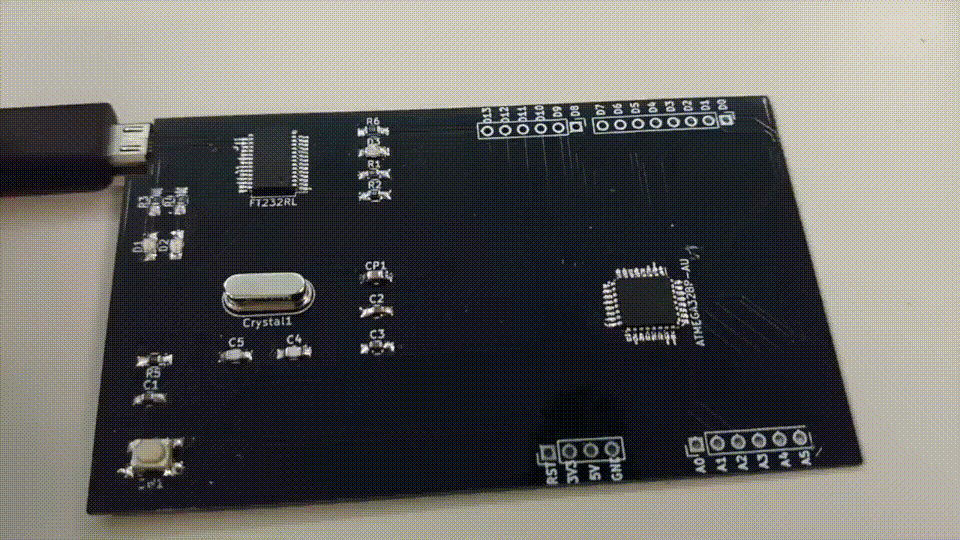 R6
R1
R2
D13 D12 D11 D10 D9 D8 D7 D6 D5 D4 D3 D2 D1 D0
FT232RL
R3
D1 D2
CP1
C2
C3
Crystal1
C5 C4
R5
C1
ATMEGA328P-AU
RST 3V3 5V GND
A0 A1 A2 A3 A4 A5